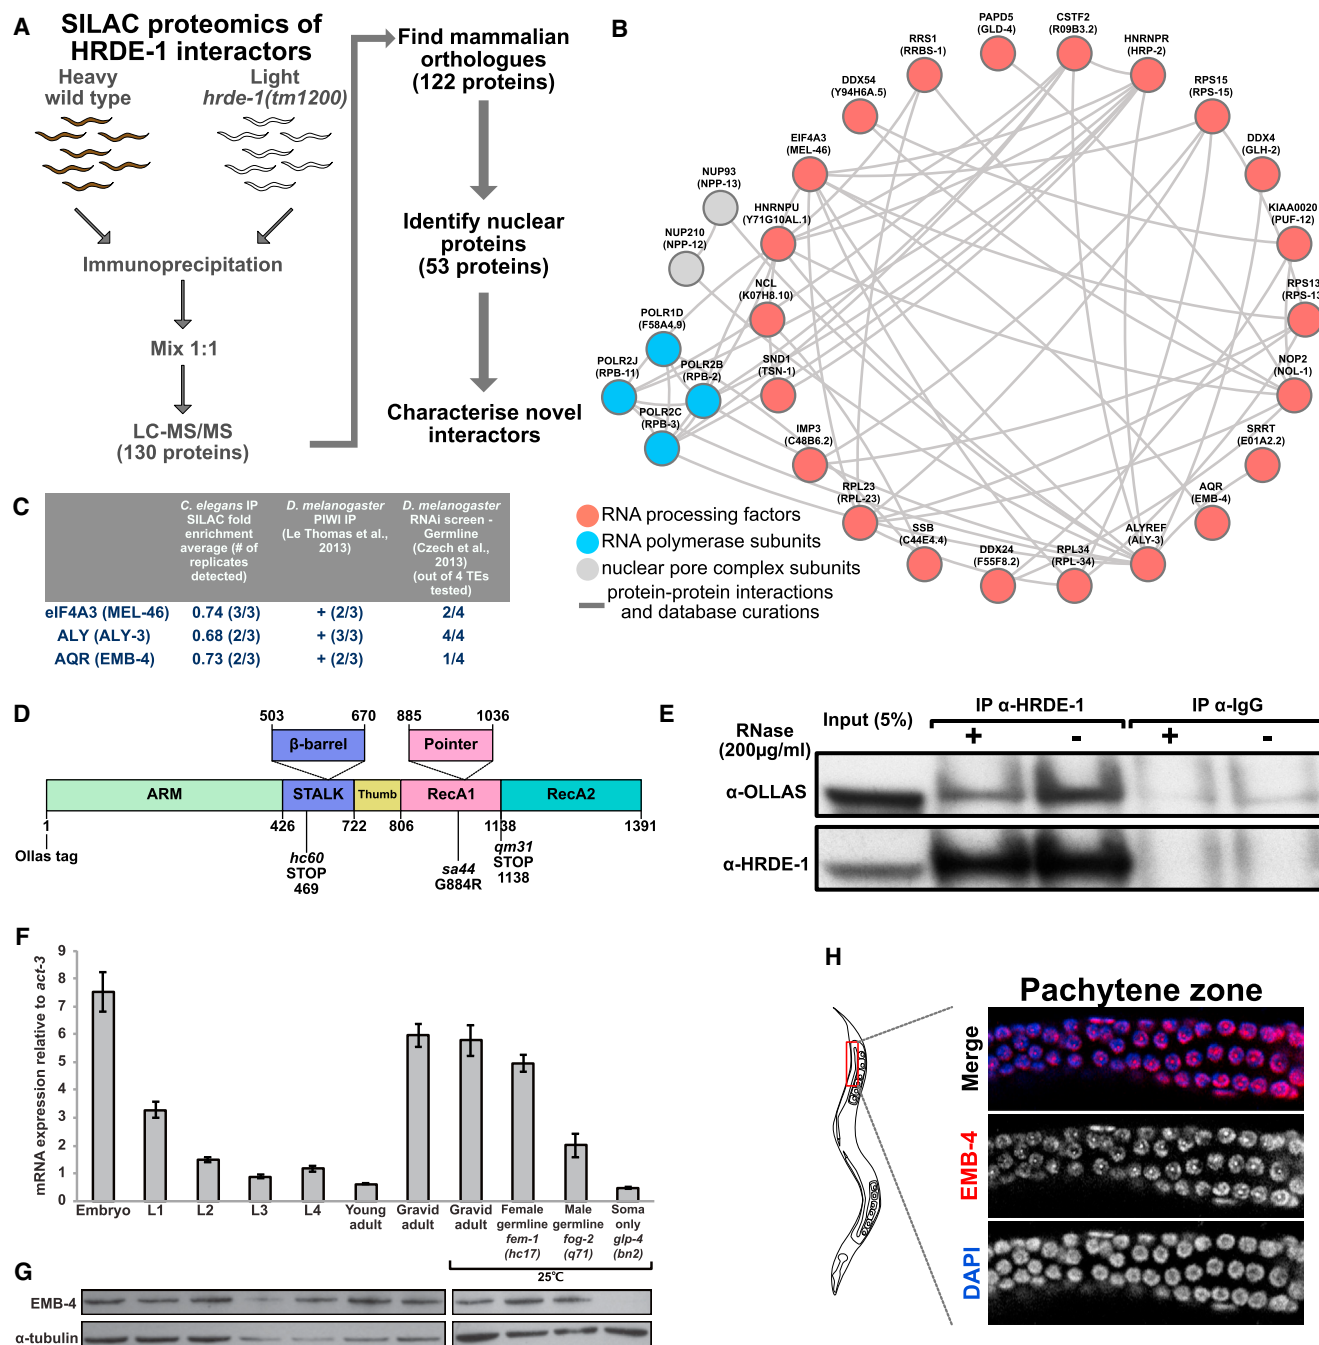 A
SILAC proteomics of
HRDE-1 interactors
Heavy
wild type
Light
hrde-1(tm1200)
Immunoprecipitation
Mix 1:1
LC-MS/MS
(130 proteins)
Find mammalian
orthologues
(122 proteins)
Identify nuclear
proteins
(53 proteins)
Characterise novel
interactors
B
PAPD5
(GLD-4)
CSTF2
(R09B3.2)
HNRNPR
(HRP-2)
RRS1
(RRBS-1)
RPS15
(RPS-15)
DDX54
(Y94H6A.5)
DDX4
(GLH-2)
EIF4A3
(MEL-46)
NUP93
(NPP-13)
KIAA0020
(PUF-12)
HNRNPU
(Y71G10AL.1)
NUP210
(NPP-12)
NCL
(K07H8.10)
RPS13
(RPS-13
POLR1D
(F58A4.9)
POLR2J
(RPB-11)
POLR2B
(RPB-2)
SND1
(TSN-1)
NOP2
(NOL-1)
POLR2C
(RPB-3)
IMP3
(C48B6.2)
SRRT
(E01A2.2)
RPL23
(RPL-23)
AQR
(EMB-4)
SSB
(C44E4.4)
DDX24
(F55F8.2)
RPL34
(RPL-34)
ALYREF
(ALY-3)
RNA processing factors
RNA polymerase subunits
nuclear pore complex subunits
protein-protein interactions
and database curations
C
C. elegans IP
SILAC fold
enrichment
average (# of
replicates
detected)
D. melanogaster
PIWI IP
(Le Thomas et al.,
2013)
D. melanogaster
RNAi screen -
Germline
(Czech et al.,
2013)
(out of 4 TEs
tested)
eIF4A3 (MEL-46) 0.74 (3/3) + (2/3) 2/4
ALY (ALY-3) 0.68 (2/3) + (3/3) 4/4
AQR (EMB-4) 0.73 (2/3) + (2/3) 1/4
D
503 670 885 1036
β-barrel Pointer
ARM STALK Thumb RecA1 RecA2
1 426 722 806 1138 1391
Ollas tag
hc60
STOP
469
sa44
G884R
qm31
STOP
1138
E
Input (5%) IP α-HRDE-1 IP α-IgG
RNase
(200µg/ml)
+ - + -
α-OLLAS
α-HRDE-1
F
mRNA expression relative to act-3
9
8
7
6
5
4
3
2
1
0
Embryo L1 L2 L3 L4
Young
adult
Gravid
adult
Gravid
adult
Female
germline
fem-1
(hc17)
Male
germline
fog-2
(q71)
Soma
only
glp-4
(bn2)
25℃
G
EMB-4
α-tubulin
H
Pachytene zone
Merge
EMB-4
DAPI